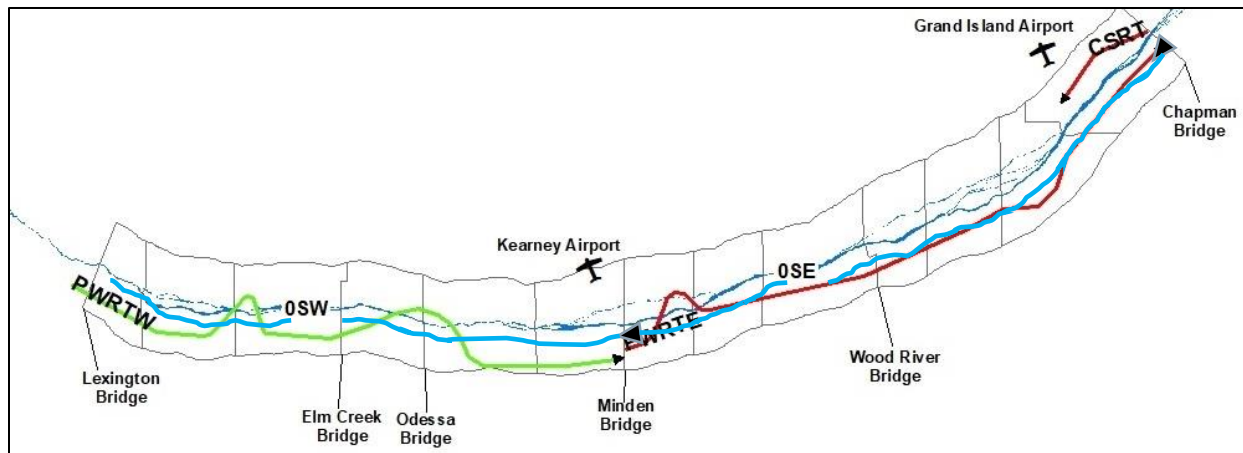 Grand Island Airport
CSRT
Chapman
Bridge
Kearney Airport
0SE
PWRTW
0SW
PWRTE
Wood River
Bridge
Lexington
Bridge
Elm Creek
Bridge
Odessa
Bridge
Minden
Bridge